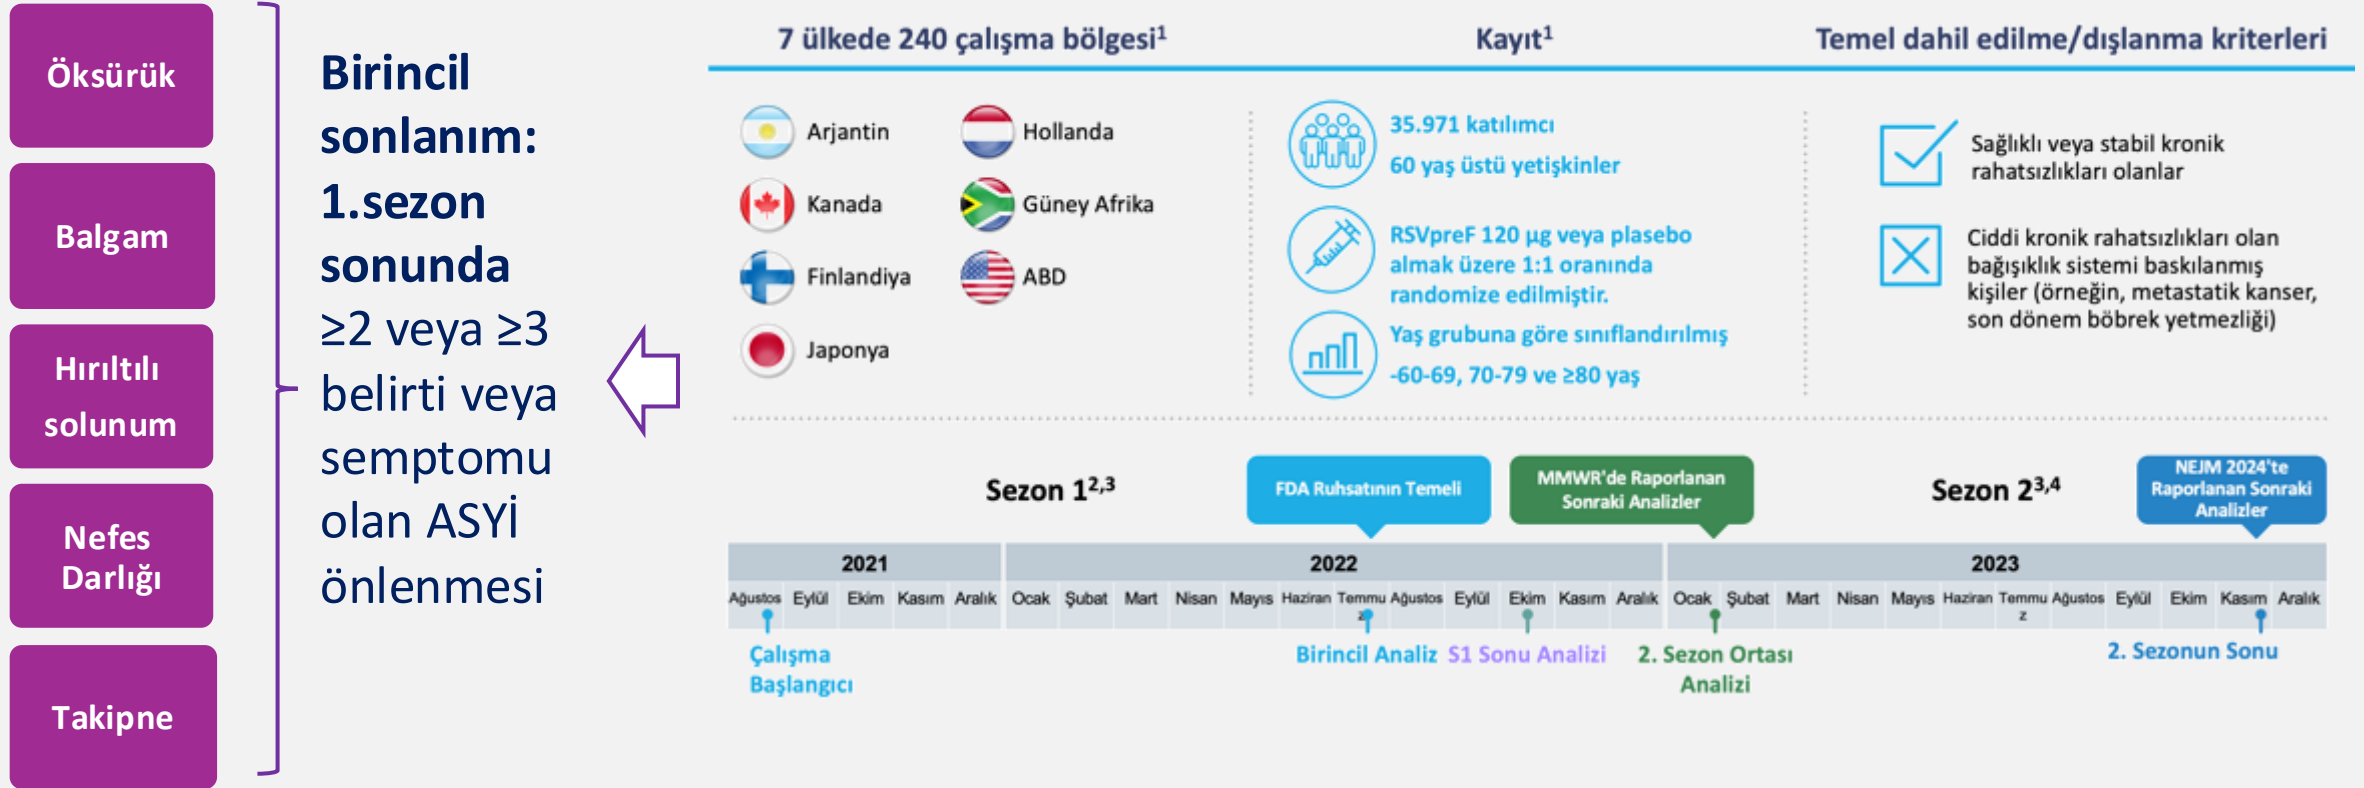 Öksürük
Balgam
Hırıltılı
solunum
Nefes
Darlığı
Takipne
Birincil
sonlanım:
1.sezon
sonunda
≥2 veya ≥3
belirti veya
semptomu
olan ASYİ
önlenmesi
7 ülkede 240 çalışma bölgesi¹
Kayıt¹
Temel dahil edilme/dışlanma kriterleri
Arjantin
Hollanda
Kanada
Güney Afrika
Finlandiya
ABD
Japonya
35.971 katılımcı
60 yaş üstü yetişkinler
RSVpreF 120 µg veya plasebo
almak üzere 1:1 oranında
randomize edilmiştir.
Yaş grubuna göre sınıflandırılmış
-60-69, 70-79 ve ≥80 yaş
Sağlıklı veya stabil kronik
rahatsızlıkları olanlar
Ciddi kronik rahatsızlıkları olan
bağışıklık sistemi baskılanmış
kişiler (örneğin, metastatik kanser,
son dönem böbrek yetmezliği)
Sezon 1²,³
FDA Ruhsatının Temeli
MMWR'de Raporlanan
Sonraki Analizler
Sezon 2³,⁴
NEJM 2024'te
Raporlanan Sonraki
Analizler
2021 2022 2023
Ağustos Eylül Ekim Kasım Aralık Ocak Şubat Mart Nisan Mayıs Haziran Temmu Ağustos Eylül Ekim Kasım Aralık Ocak Şubat Mart Nisan Mayıs Haziran Temmu Ağustos Eylül Ekim Kasım Aralık
z z
Çalışma
Başlangıcı
Birincil Analiz
S1 Sonu Analizi
2. Sezon Ortası
Analizi
2. Sezonun Sonu